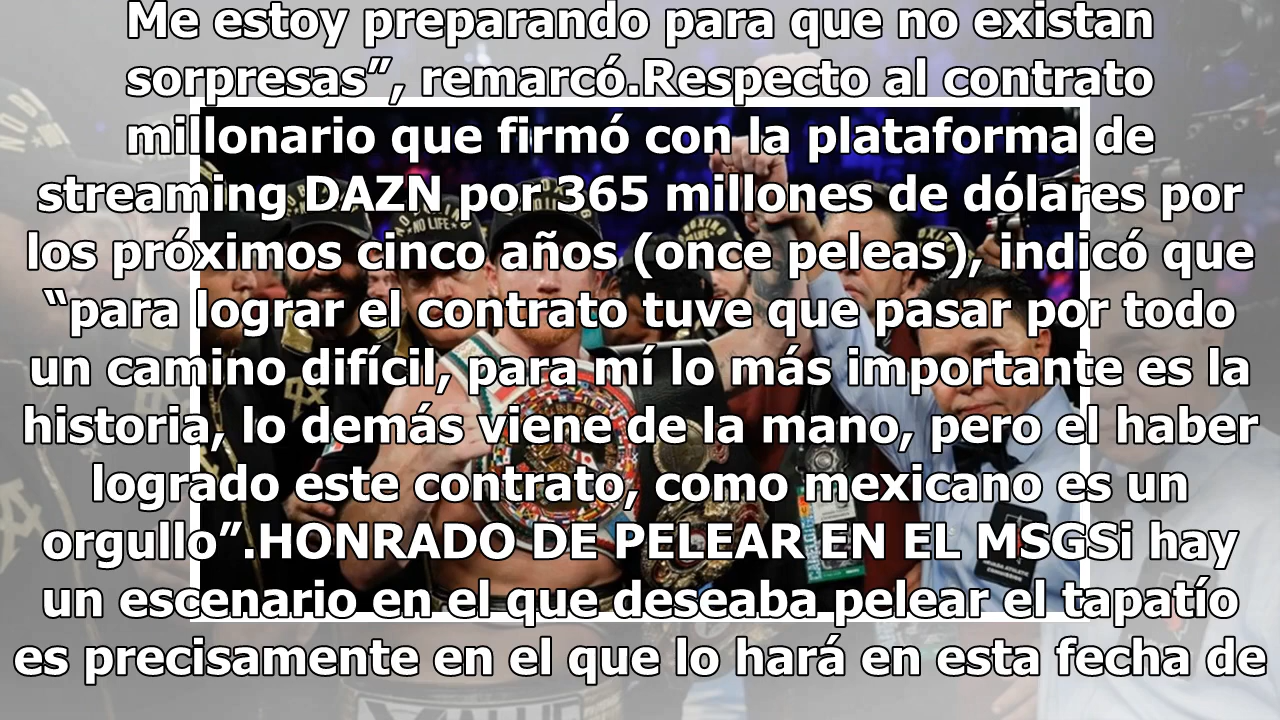 Me estoy preparando para que no existan
sorpresas”, remarcó.Respecto al contrato
millonario que firmó con la plataforma de
streaming DAZN por 365 millones de dólares por
los próximos cinco años (once peleas), indicó que
“para lograr el contrato tuve que pasar por todo
un camino difícil, para mí lo más importante es la
historia, lo demás viene de la mano, pero el haber
logrado este contrato, como mexicano es un
orgullo”.HONRADO DE PELEAR EN EL MSGSi hay
un escenario en el que deseaba pelear el tapatío
es precisamente en el que lo hará en esta fecha de
NO LIFE